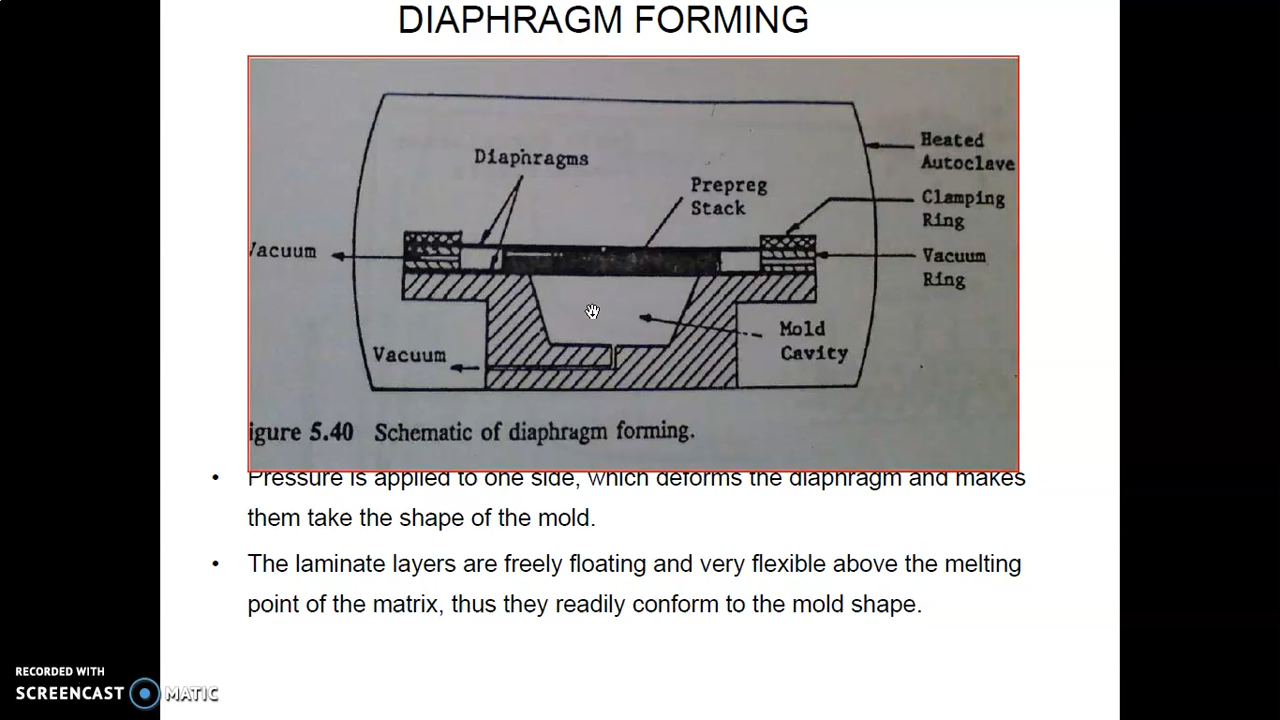 DIAPHRAGM FORMING
Diaphragms
Prepreg
Stack
Heated
Autoclave
Clamping
Ring
Vacuum
Vacuum
Ring
Mold
Cavity
Vacuum
igure 5.40 Schematic of diaphragm forming.
• Pressure is applied to one side, which deforms the diaphragm and makes
them take the shape of the mold.
• The laminate layers are freely floating and very flexible above the melting
point of the matrix, thus they readily conform to the mold shape.
RECORDED WITH
SCREENCAST MATIC